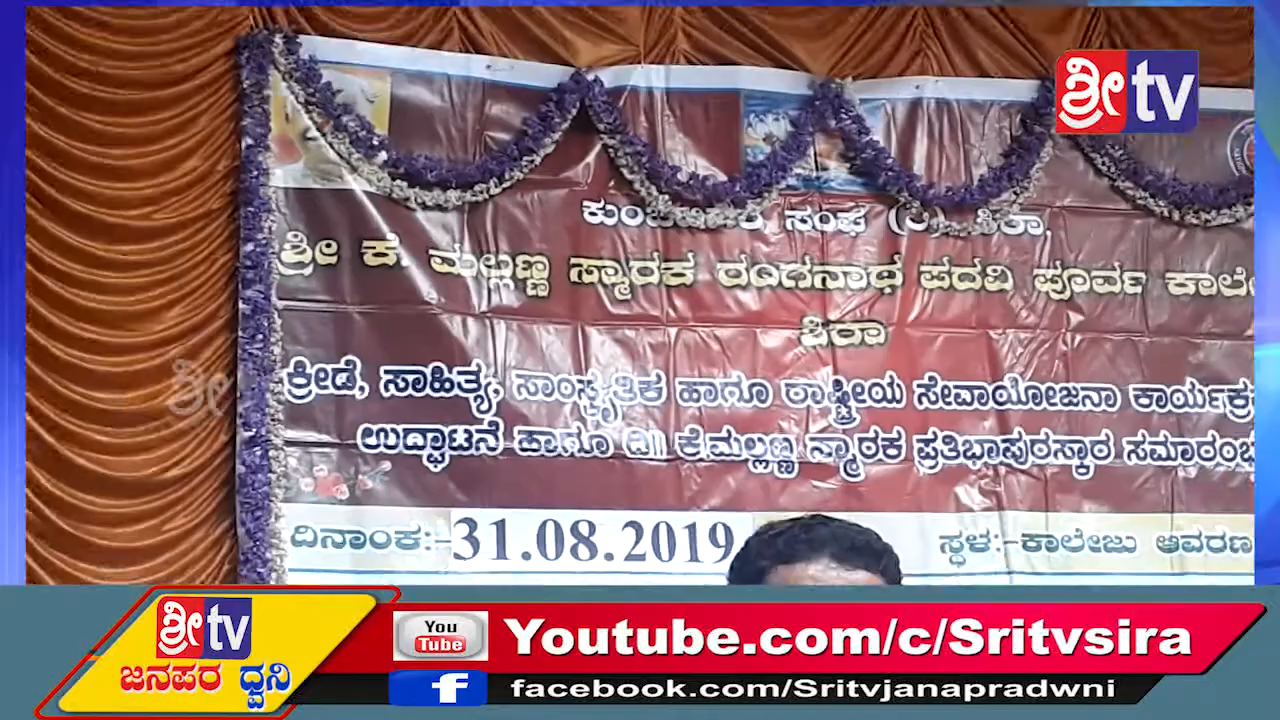 ಶ್ರೀ tv
ಸಂಘ (ರಿ) ಶಿರಾ.
ಶ್ರೀ ಕೆ. ಮಲ್ಲಣ್ಣ ಸ್ಮಾರಕ ರಂಗನಾಥ ಪದವಿ ಪೂರ್ವ ಕಾಲೇ
ಶಿರಾ
ಕ್ರೀಡೆ, ಸಾಹಿತ್ಯ, ಸಾಂಸ್ಕೃತಿಕ ಹಾಗೂ ರಾಷ್ಟ್ರೀಯ ಸೇವಾಯೋಜನಾ ಕಾರ್ಯಕ್ರ
ಉದ್ಘಾಟನೆ ಹಾಗೂ ದಿ|| ಕೆ.ಮಲ್ಲಣ್ಣ ಸ್ಮಾರಕ ಪ್ರತಿಭಾಪುರಸ್ಕಾರ ಸಮಾರಂಭ
ದಿನಾಂಕ:-31.08.2019 ಸ್ಥಳ:-ಕಾಲೇಜು ಆವರಣ
ಶ್ರೀ
ಶ್ರೀ tv
ಜನಪರ ಧ್ವನಿ
You Tube Youtube.com/c/Sritvsira
f facebook.com/Sritvjanapradwni